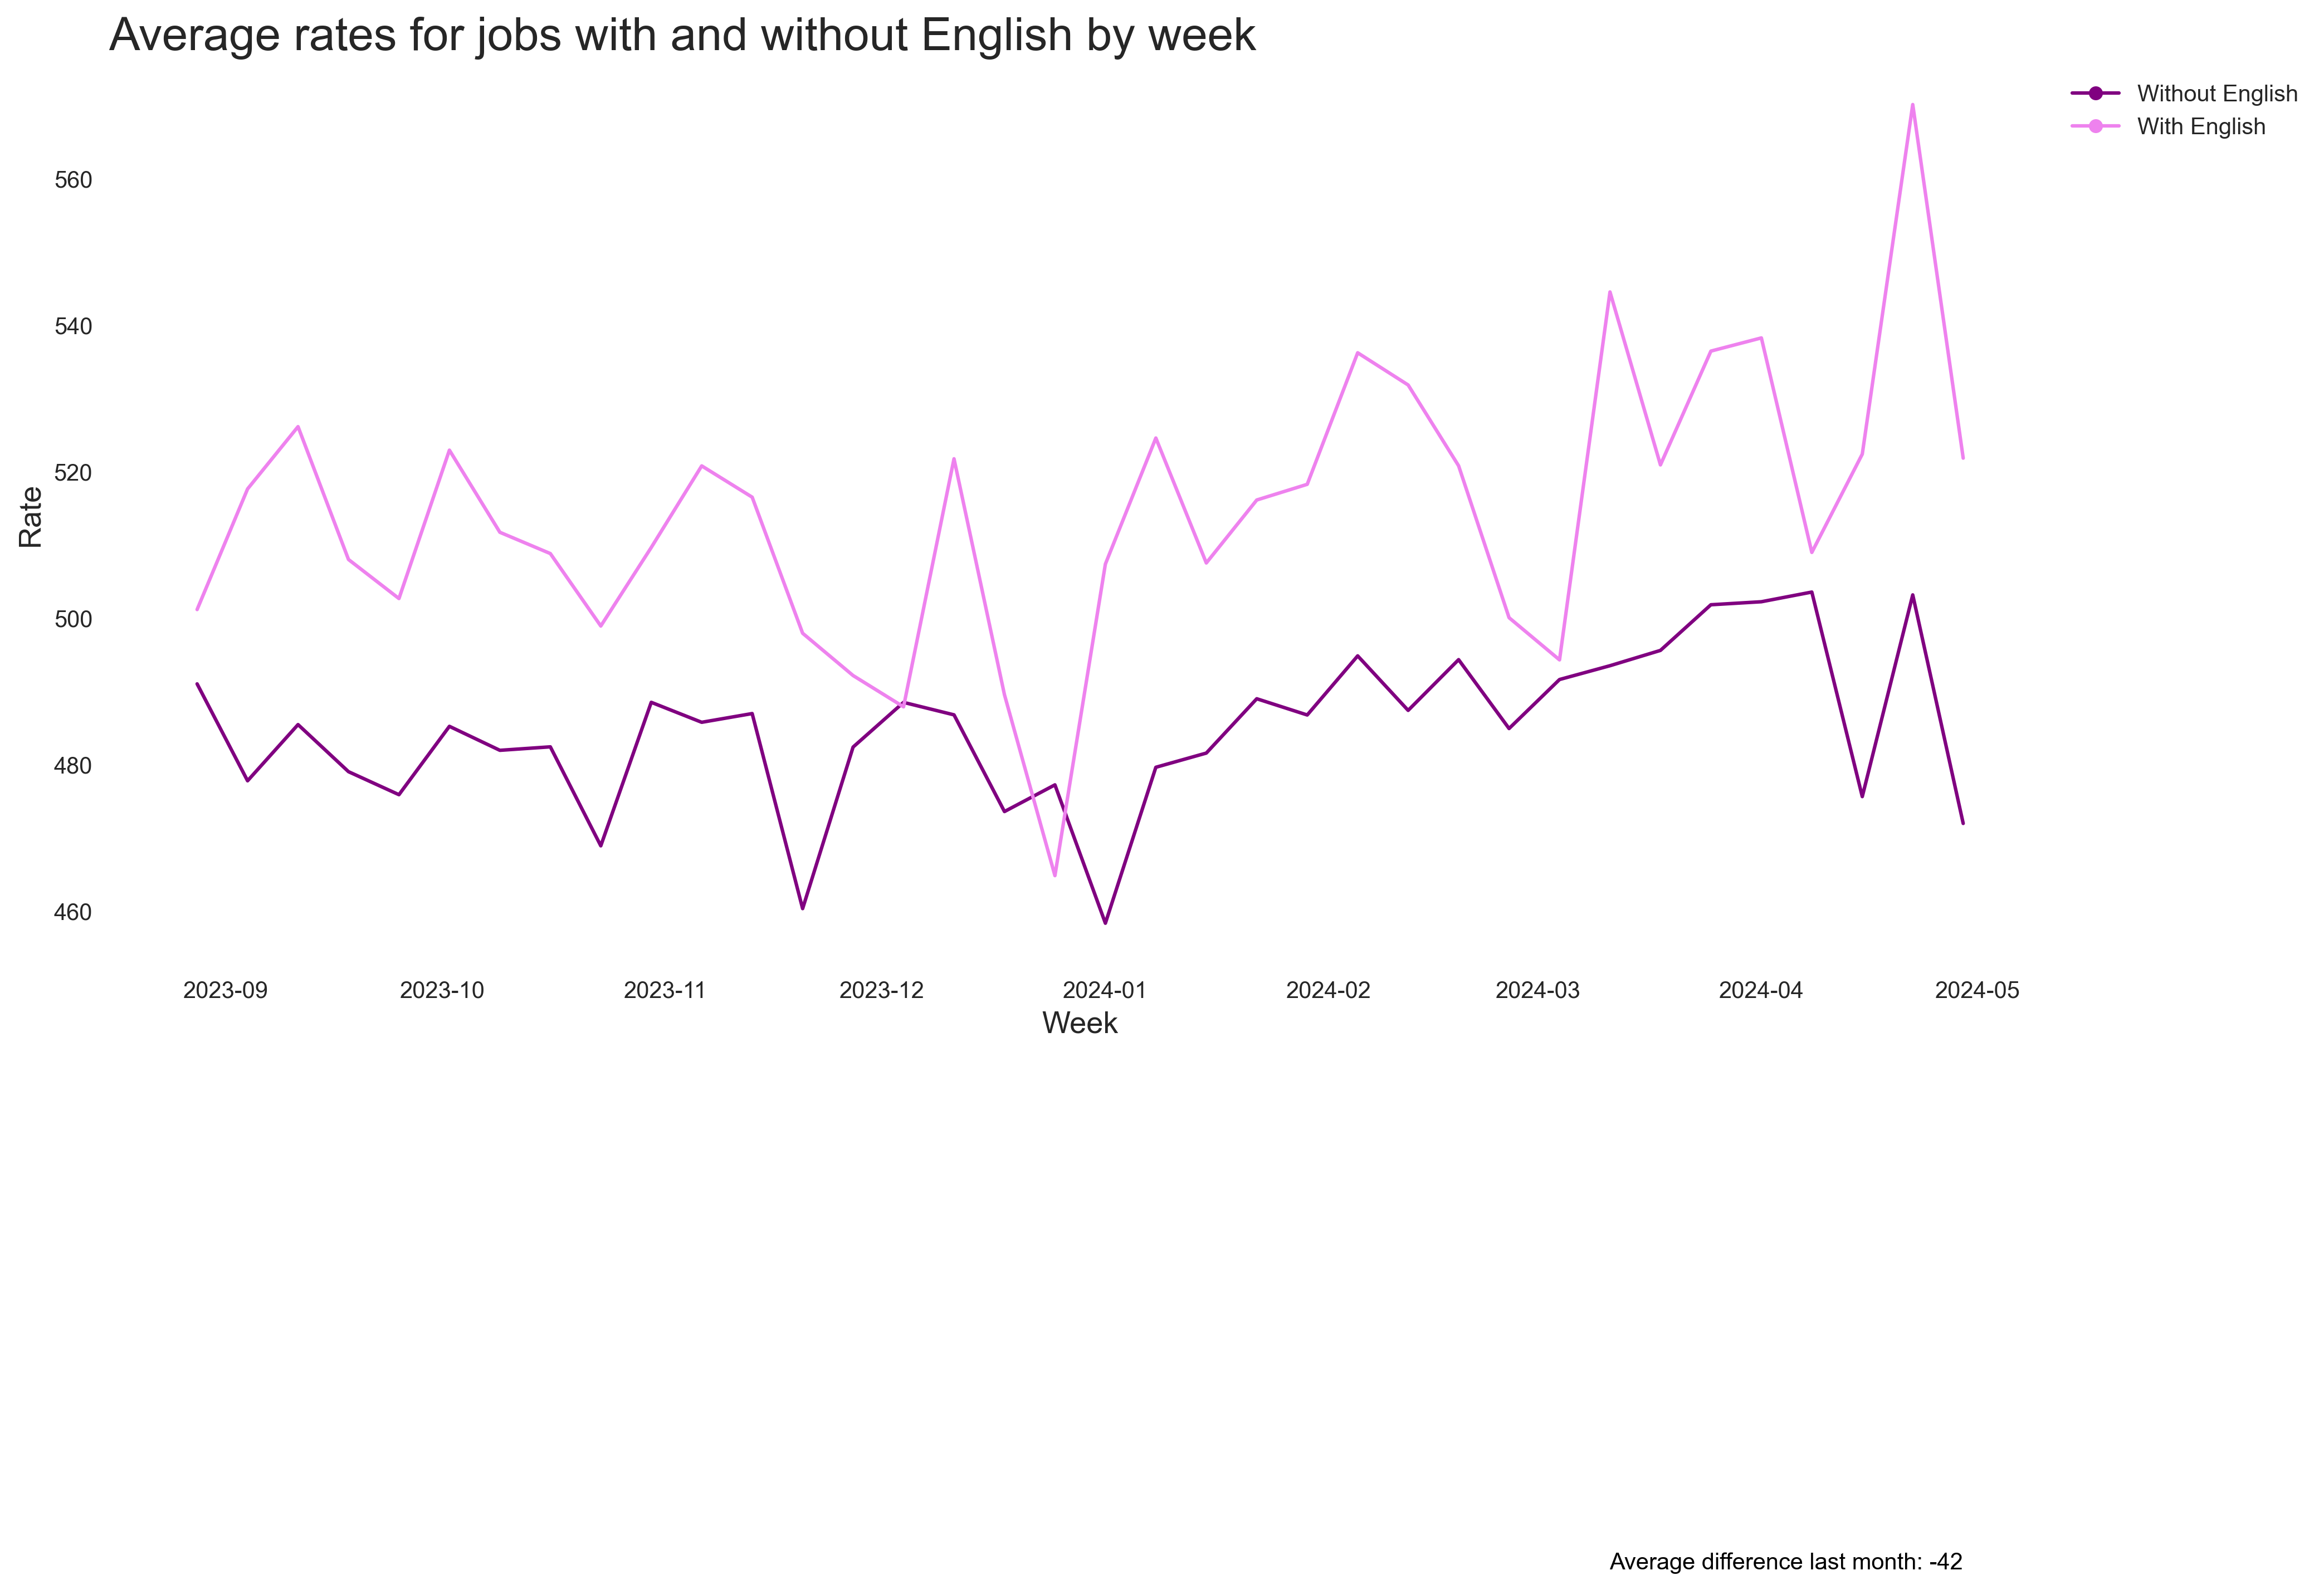 Average rates for jobs with and without English by week
Without English
With English
560
540
520
500
480
460
Rate
2023-09 2023-10 2023-11 2023-12 2024-01 2024-02 2024-03 2024-04 2024-05
Week
Average difference last month: -42